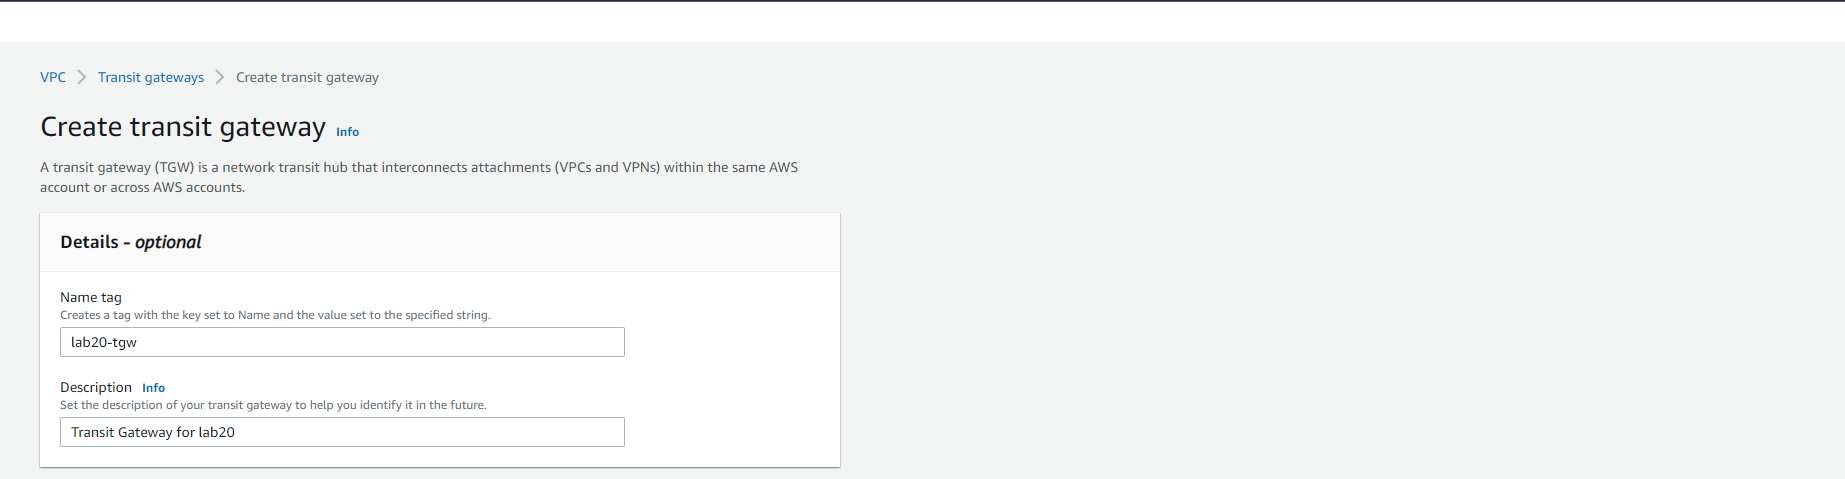 VPC > Transit gateways > Create transit gateway
Create transit gateway Info
A transit gateway (TGW) is a network transit hub that interconnects attachments (VPCs and VPNs) within the same AWS
account or across AWS accounts.
Details - optional
Name tag
Creates a tag with the key set to Name and the value set to the specified string.
lab20-tgw
Description Info
Set the description of your transit gateway to help you identify it in the future.
Transit Gateway for lab20